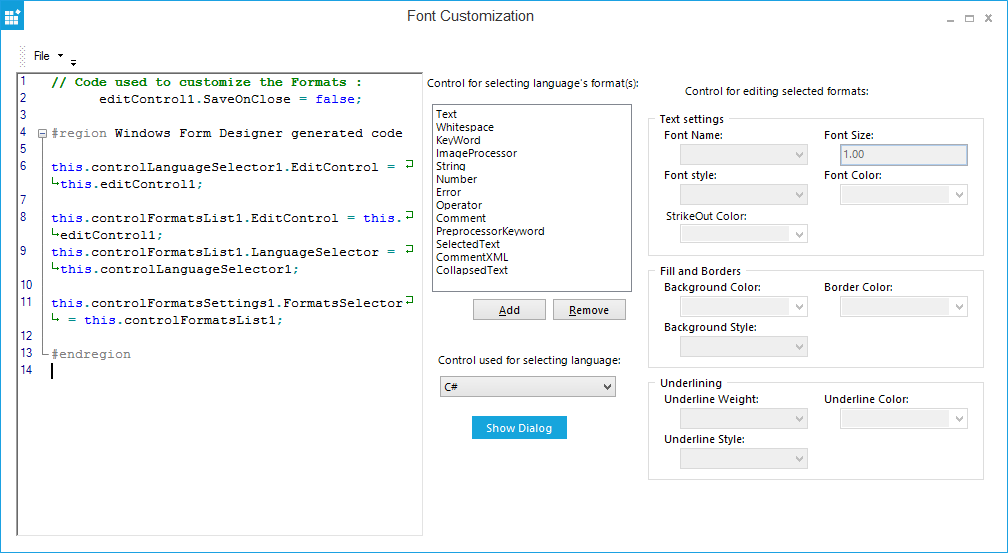 Font Customization
File
1 // Code used to customize the Formats :
2 editControl1.SaveOnClose = false;
3
4 #region Windows Form Designer generated code
5
6 this.controlLanguageSelector1.EditControl =
this.editControl1;
7
8 this.controlFormatsList1.EditControl = this.
editControl1;
9 this.controlFormatsList1.LanguageSelector =
this.controlLanguageSelector1;
10
11 this.controlFormatsSettings1.FormatsSelector
= this.controlFormatsList1;
12
13 #endregion
14
Control for selecting language's format(s):
Text
Whitespace
KeyWord
ImageProcessor
String
Number
Error
Operator
Comment
PreprocessorKeyword
SelectedText
CommentXML
CollapsedText
Add Remove
Control used for selecting language:
C#
Show Dialog
Control for editing selected formats:
Text settings
Font Name: Font Size:
1.00
Font style: Font Color:
StrikeOut Color:
Fill and Borders
Background Color: Border Color:
Background Style:
Underlining
Underline Weight: Underline Color:
Underline Style: